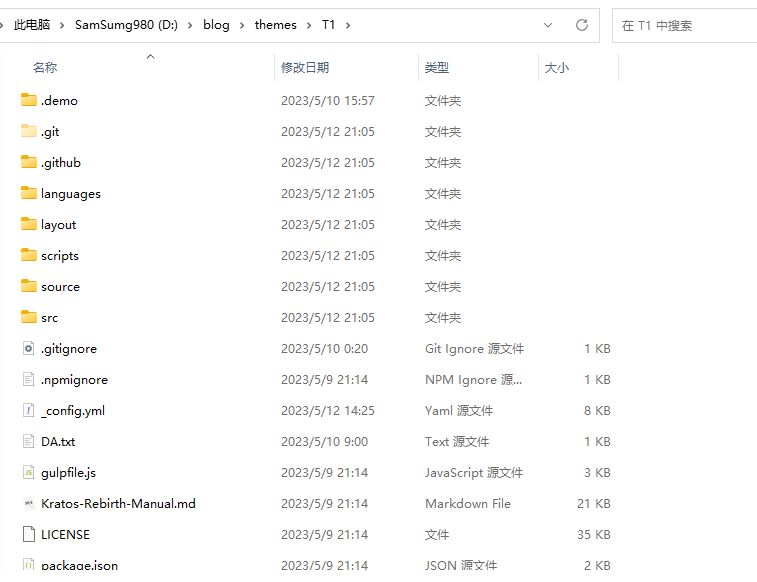 此电脑 SamSumg980 (D:) blog themes T1 在 T1 中搜索
名称 修改日期 类型 大小
.demo 2023/5/10 15:57 文件夹
.git 2023/5/12 21:05 文件夹
.github 2023/5/12 21:05 文件夹
languages 2023/5/12 21:05 文件夹
layout 2023/5/12 21:05 文件夹
scripts 2023/5/12 21:05 文件夹
source 2023/5/12 21:05 文件夹
src 2023/5/12 21:05 文件夹
.gitignore 2023/5/10 0:20 Git Ignore 源文件 1 KB
.npmignore 2023/5/9 21:14 NPM Ignore 源... 1 KB
_config.yml 2023/5/12 14:25 Yaml 源文件 8 KB
DA.txt 2023/5/10 9:00 Text 源文件 1 KB
gulpfile.js 2023/5/9 21:14 JavaScript 源文件 3 KB
Kratos-Rebirth-Manual.md 2023/5/9 21:14 Markdown File 21 KB
LICENSE 2023/5/9 21:14 文件 35 KB
package.json 2023/5/9 21:14 JSON 源文件 2 KB